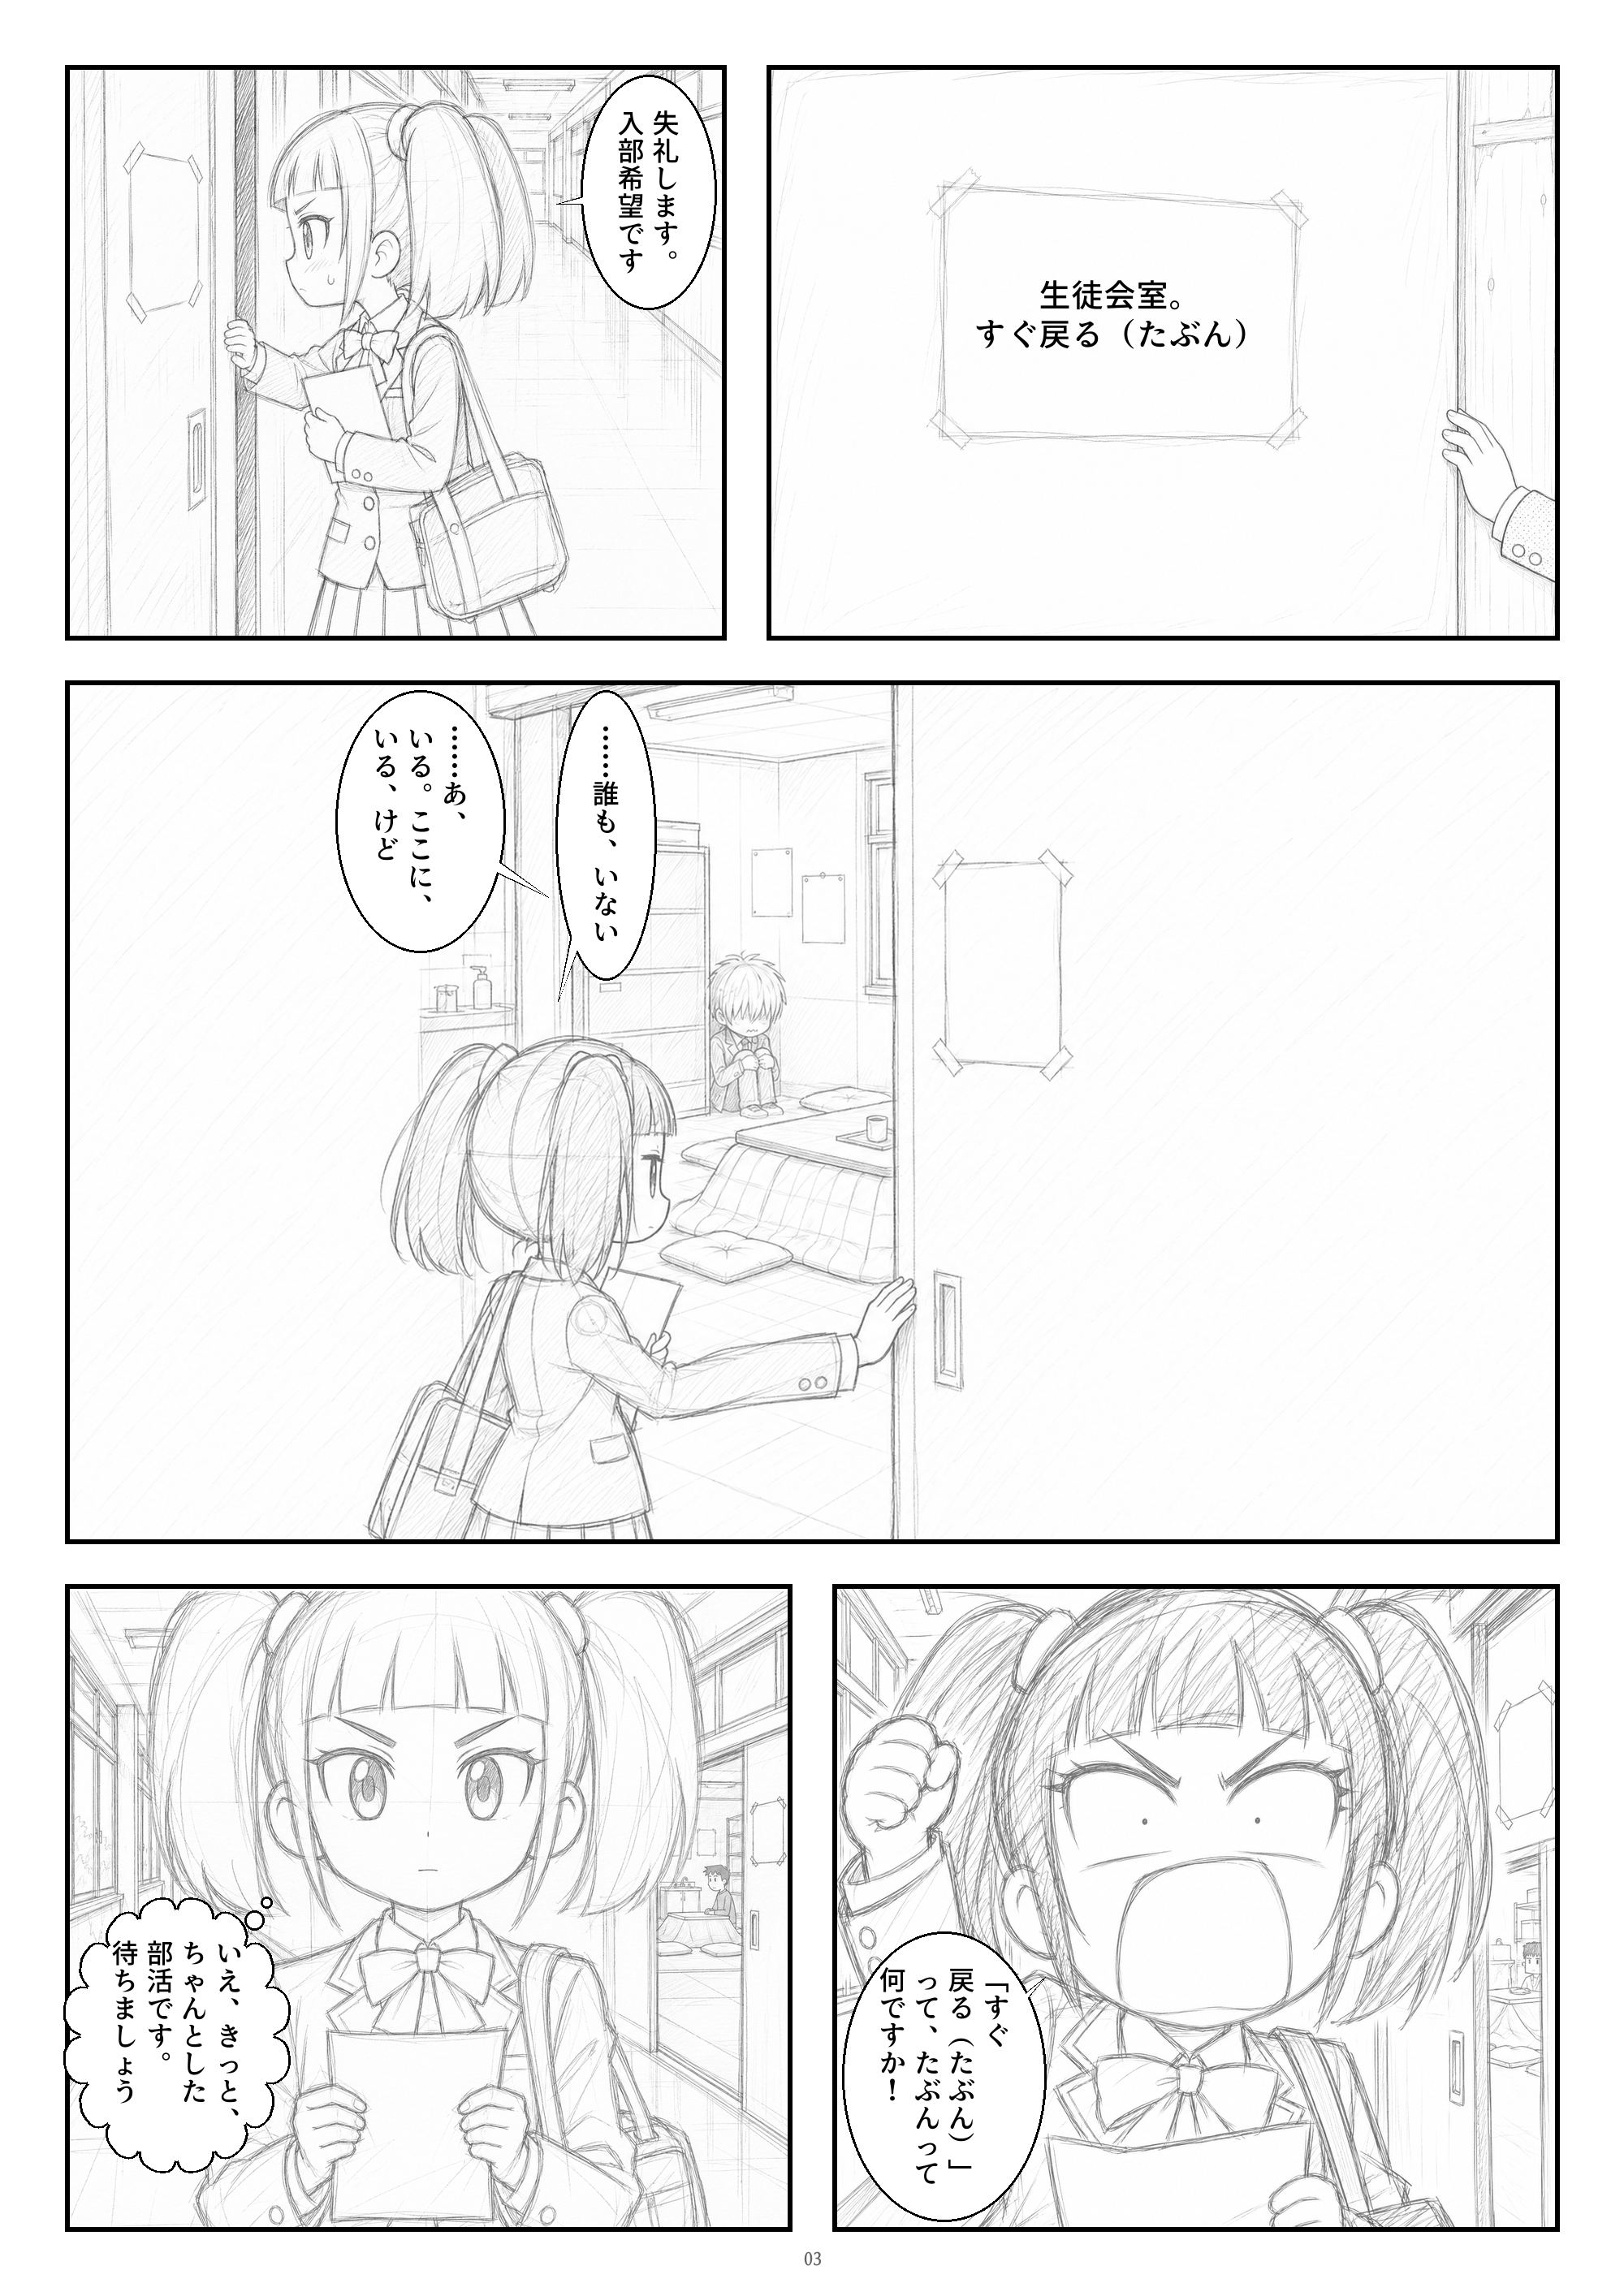 生徒会室。
すぐ戻る（たぶん）
失礼します。
入部希望です
……誰も、いない
……あ、
いる。ここに、
いる、けど
「すぐ
戻る（たぶん）」
って、たぶんって
何ですか！
いえ、きっと、
ちゃんとした
部活です。
待ちましょう
03